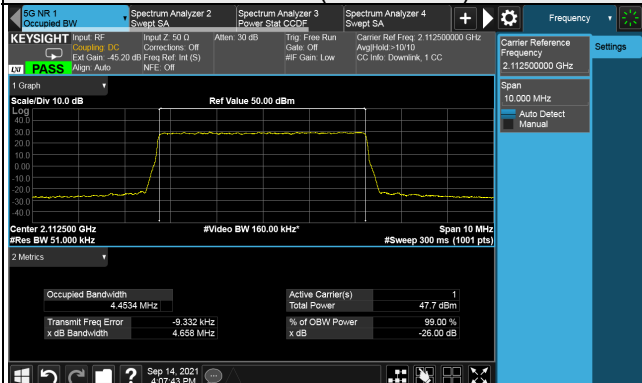 5G NR 1
Occupied BW
Spectrum Analyzer 2
Swept SA
Spectrum Analyzer 3
Power Stat CCDF
Spectrum Analyzer 4
Swept SA
Frequency
KEYSIGHT
Input: RF
Coupling: DC
Ext Gain: -45.20 dB
Align: Auto
Input Z: 50 Ω
Corrections: Off
Freq Ref: Int (S)
NFE: Off
Atten: 30 dB
Trig: Free Run
Gate: Off
#IF Gain: Low
Carrier Ref Freq: 2.112500000 GHz
Avg|Hold:>10/10
CC Info: Downlink, 1 CC
LXI PASS
Carrier Reference
Frequency
2.112500000 GHz
Settings
Span
10.000 MHz
Auto Detect
Manual
1 Graph
Scale/Div 10.0 dB
Ref Value 50.00 dBm
Log
40.0
30.0
20.0
10.0
0.00
-10.0
-20.0
-30.0
-40.0
Center 2.112500 GHz
#Video BW 160.00 kHz*
Span 10 MHz
#Res BW 51.000 kHz
#Sweep 300 ms (1001 pts)
2 Metrics
Occupied Bandwidth
4.4534 MHz
Active Carrier(s) 1
Total Power 47.7 dBm
Transmit Freq Error -9.332 kHz
x dB Bandwidth 4.658 MHz
% of OBW Power 99.00 %
x dB -26.00 dB
Sep 14, 2021
4:07:43 PM